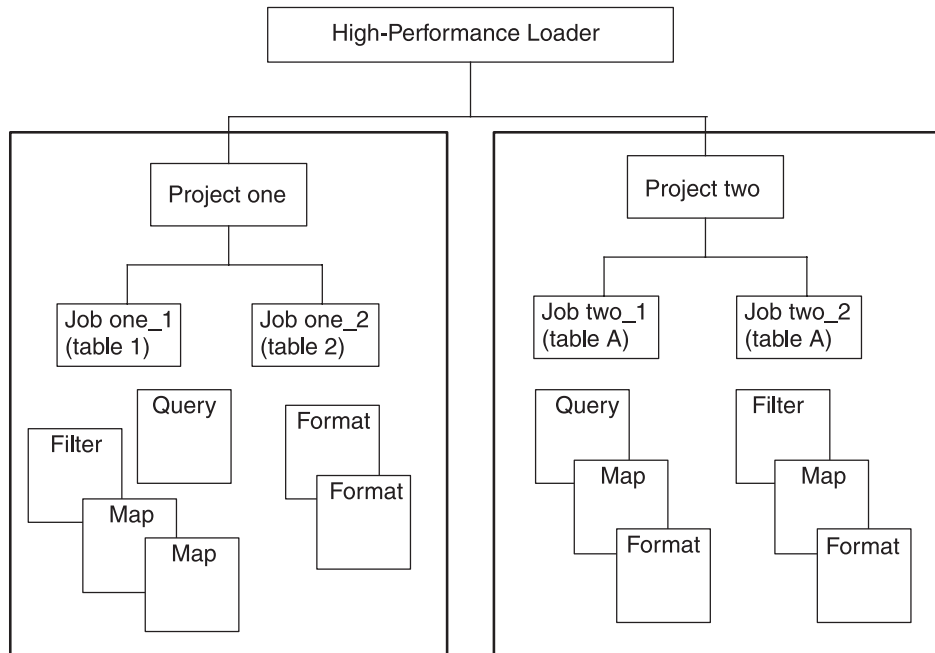 High-Performance Loader
Project one
Project two
Job one_1
(table 1)
Job one_2
(table 2)
Job two_1
(table A)
Job two_2
(table A)
Query
Filter
Map
Map
Format
Format
Query
Map
Format
Filter
Map
Format